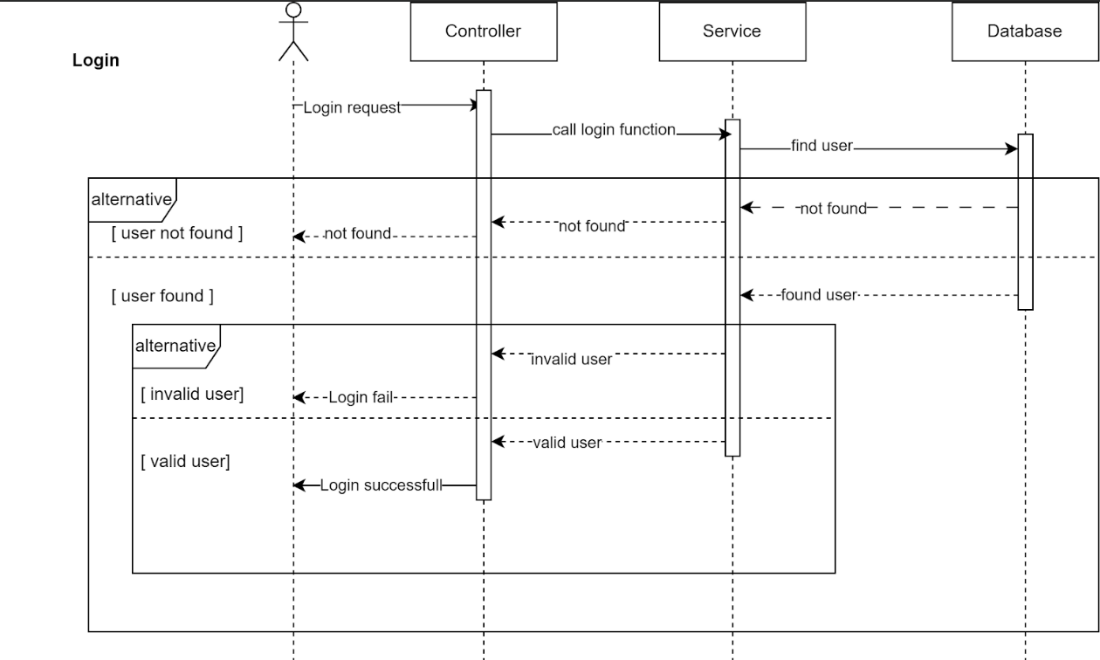 Controller
Service
Database
Login
Login request
call login function
find user
alternative
not found
not found
not found
[ user not found ]
[ user found ]
found user
alternative
invalid user
[ invalid user]
Login fail
valid user
[ valid user]
Login successfull